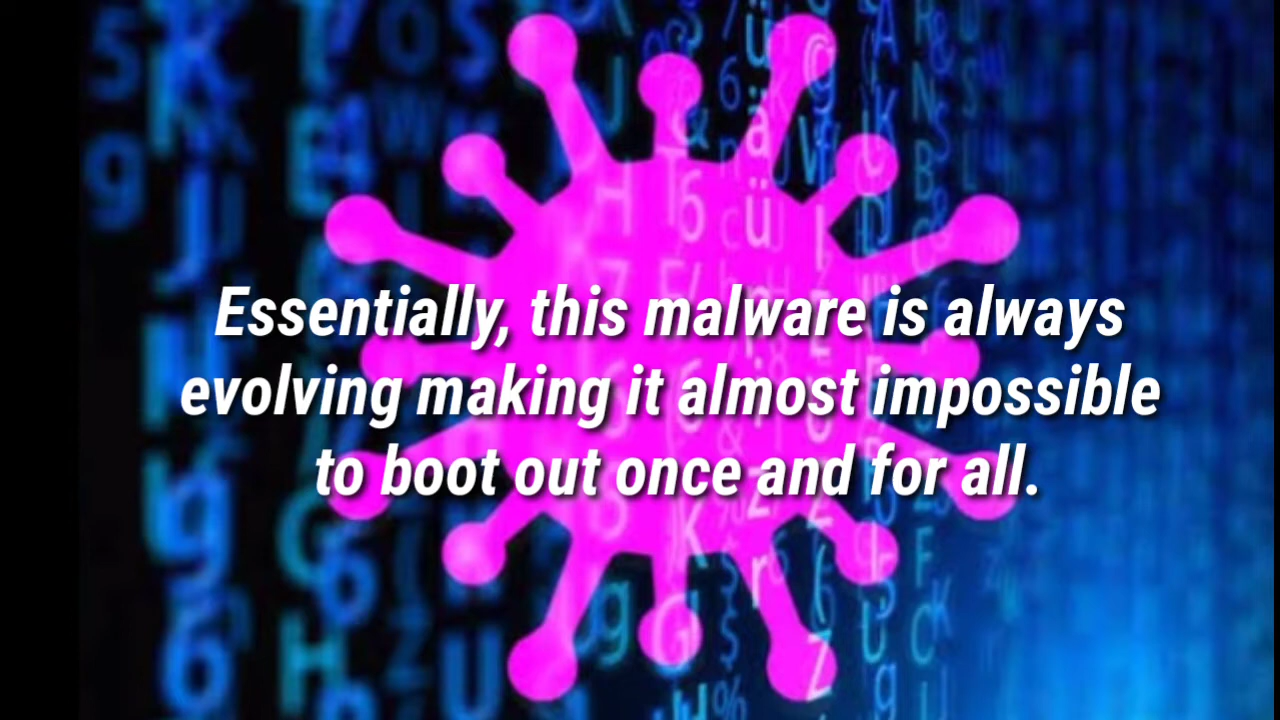 Essentially, this malware is always
evolving making it almost impossible
to boot out once and for all.